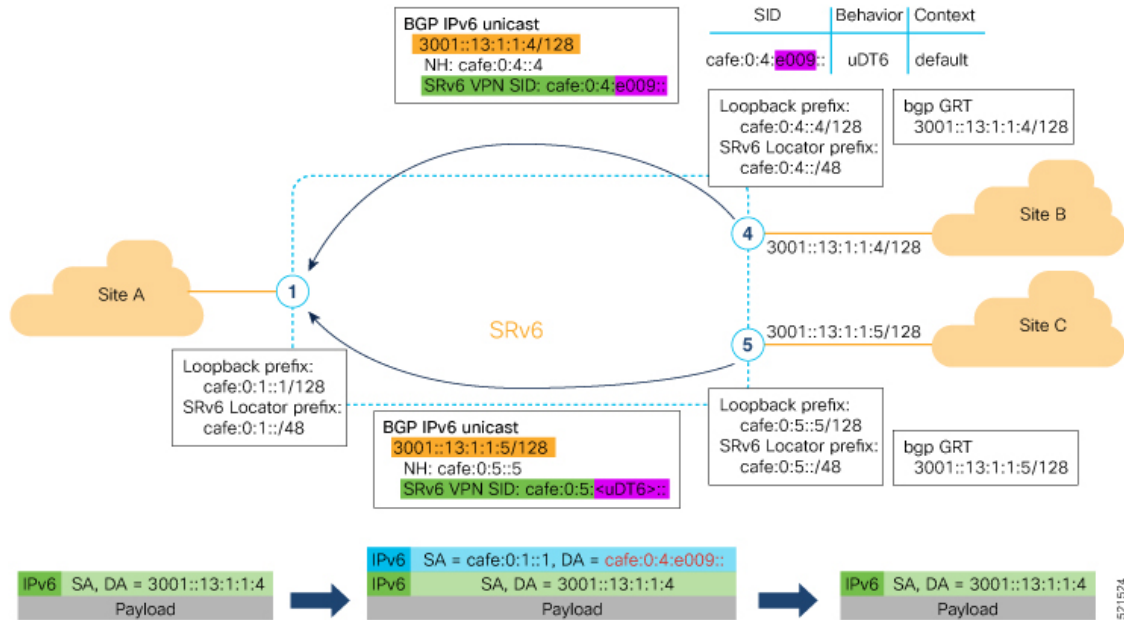 BGP IPv6 unicast
3001::13:1:1:4/128
NH: cafe:0:4::4
SRv6 VPN SID: cafe:0:4:e009::
SID Behavior Context
cafe:0:4:e009:: uDT6 default
Loopback prefix:
cafe:0:4::4/128
SRv6 Locator prefix:
cafe:0:4::/48
bgp GRT
3001::13:1:1:4/128
4
3001::13:1:1:4/128
Site B
Site A
1
SRv6
5
3001::13:1:1:5/128
Site C
Loopback prefix:
cafe:0:1::1/128
SRv6 Locator prefix:
cafe:0:1::/48
BGP IPv6 unicast
3001::13:1:1:5/128
NH: cafe:0:5::5
SRv6 VPN SID: cafe:0:5:<uDT6>::
Loopback prefix:
cafe:0:5::5/128
SRv6 Locator prefix:
cafe:0:5::/48
bgp GRT
3001::13:1:1:5/128
IPv6 SA, DA = 3001::13:1:1:4
Payload
IPv6 SA = cafe:0:1::1, DA = cafe:0:4:e009::
IPv6 SA, DA = 3001::13:1:1:4
Payload
IPv6 SA, DA = 3001::13:1:1:4
Payload
521524